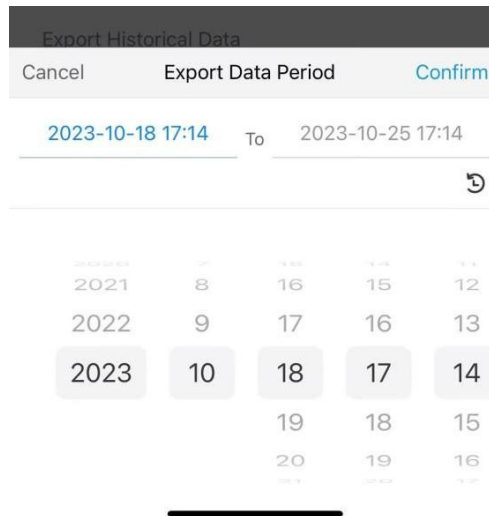 Export Historical Data
Cancel Export Data Period Confirm
2023-10-18 17:14 To 2023-10-25 17:14
2021 8 16 15 12
2022 9 17 16 13
2023 10 18 17 14
19 18 15
20 19 16